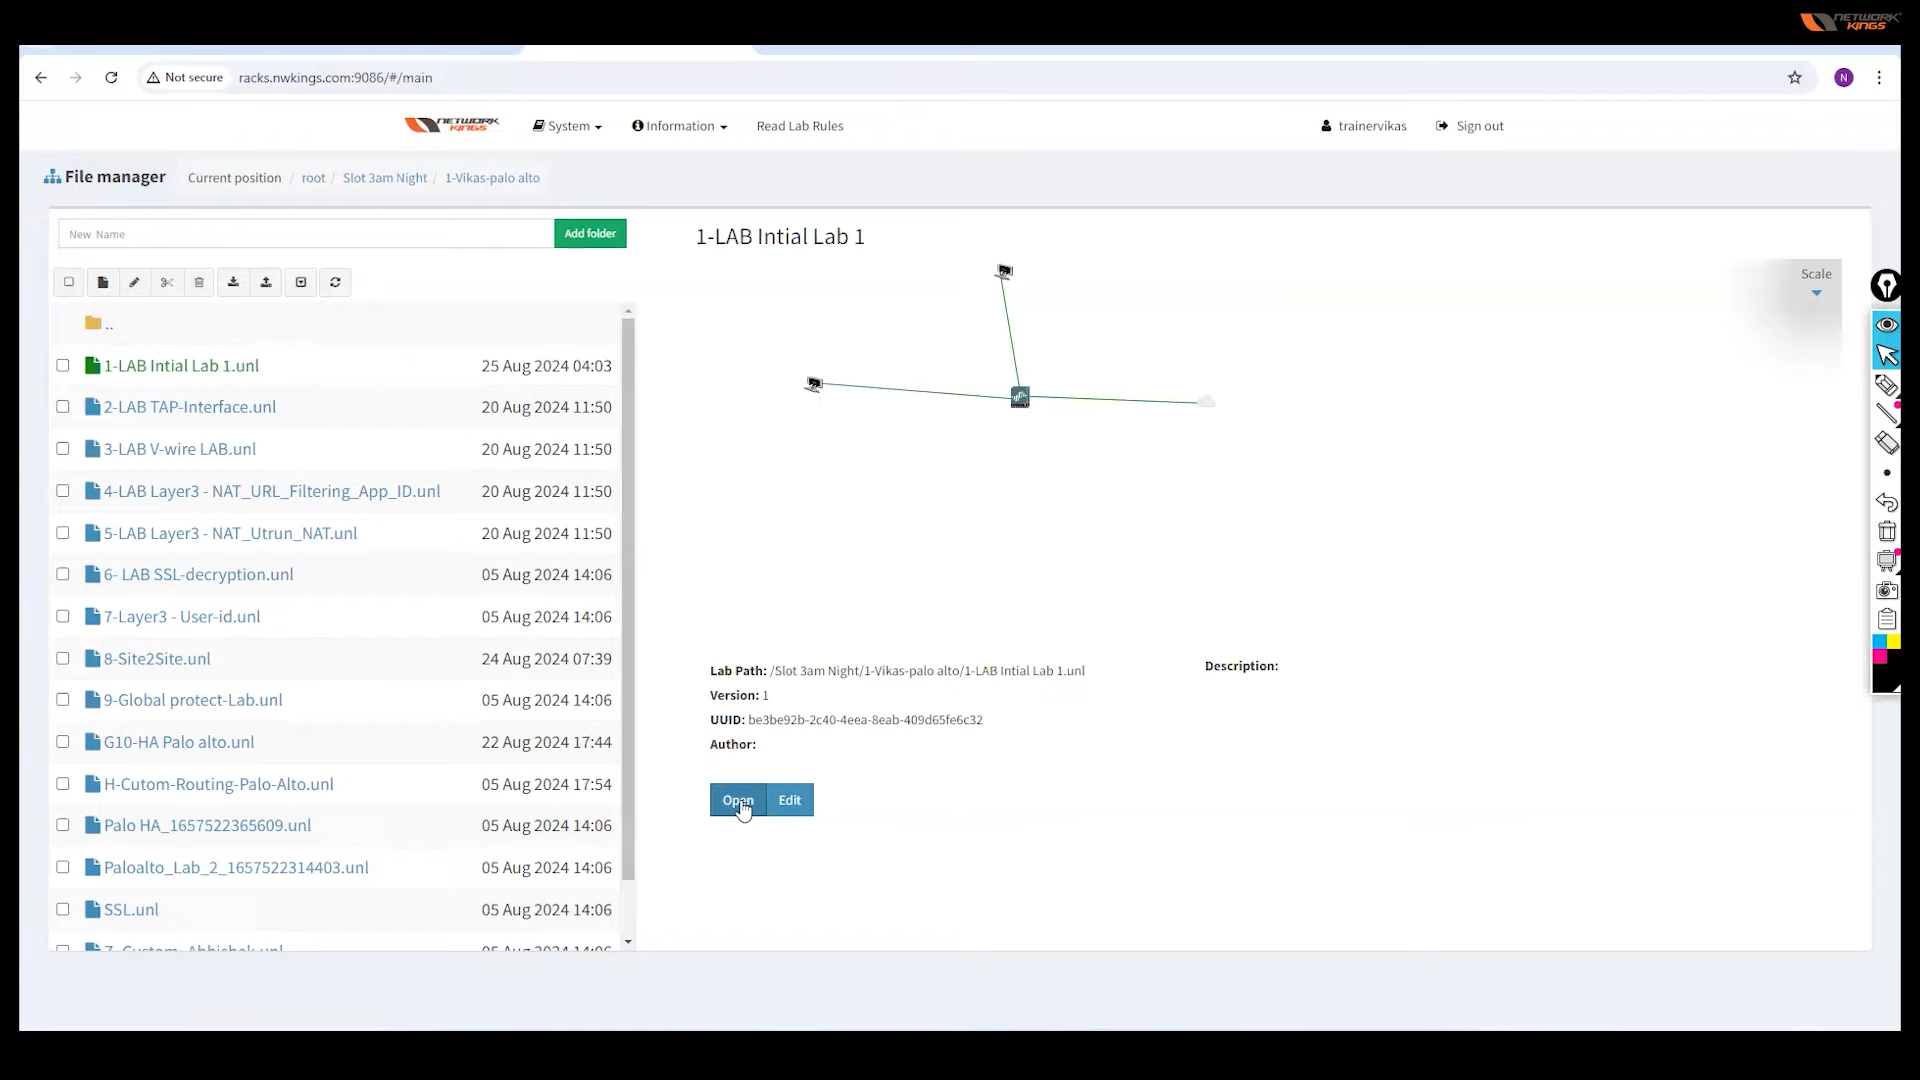 NETWORK
KINGS
Not secure
racks.nwkings.com:9086/#/main
N
NETWORK
KINGS
System
Information
Read Lab Rules
trainervikas
Sign out
File manager
Current position / root / Slot 3am Night / 1-Vikas-palo alto
New Name
Add folder
1-LAB Intial Lab 1
Scale
..
1-LAB Intial Lab 1.unl 25 Aug 2024 04:03
2-LAB TAP-Interface.unl 20 Aug 2024 11:50
3-LAB V-wire LAB.unl 20 Aug 2024 11:50
4-LAB Layer3 - NAT_URL_Filtering_App_ID.unl 20 Aug 2024 11:50
5-LAB Layer3 - NAT_Utrun_NAT.unl 20 Aug 2024 11:50
6- LAB SSL-decryption.unl 05 Aug 2024 14:06
7-Layer3 - User-id.unl 05 Aug 2024 14:06
8-Site2Site.unl 24 Aug 2024 07:39
9-Global protect-Lab.unl 05 Aug 2024 14:06
G10-HA Palo alto.unl 22 Aug 2024 17:44
H-Cutom-Routing-Palo-Alto.unl 05 Aug 2024 17:54
Palo HA_1657522365609.unl 05 Aug 2024 14:06
Paloalto_Lab_2_1657522314403.unl 05 Aug 2024 14:06
SSL.unl 05 Aug 2024 14:06
Lab Path: /Slot 3am Night/1-Vikas-palo alto/1-LAB Intial Lab 1.unl
Version: 1
UUID: be3be92b-2c40-4eea-8eab-409d65fe6c32
Author:
Description:
Open
Edit